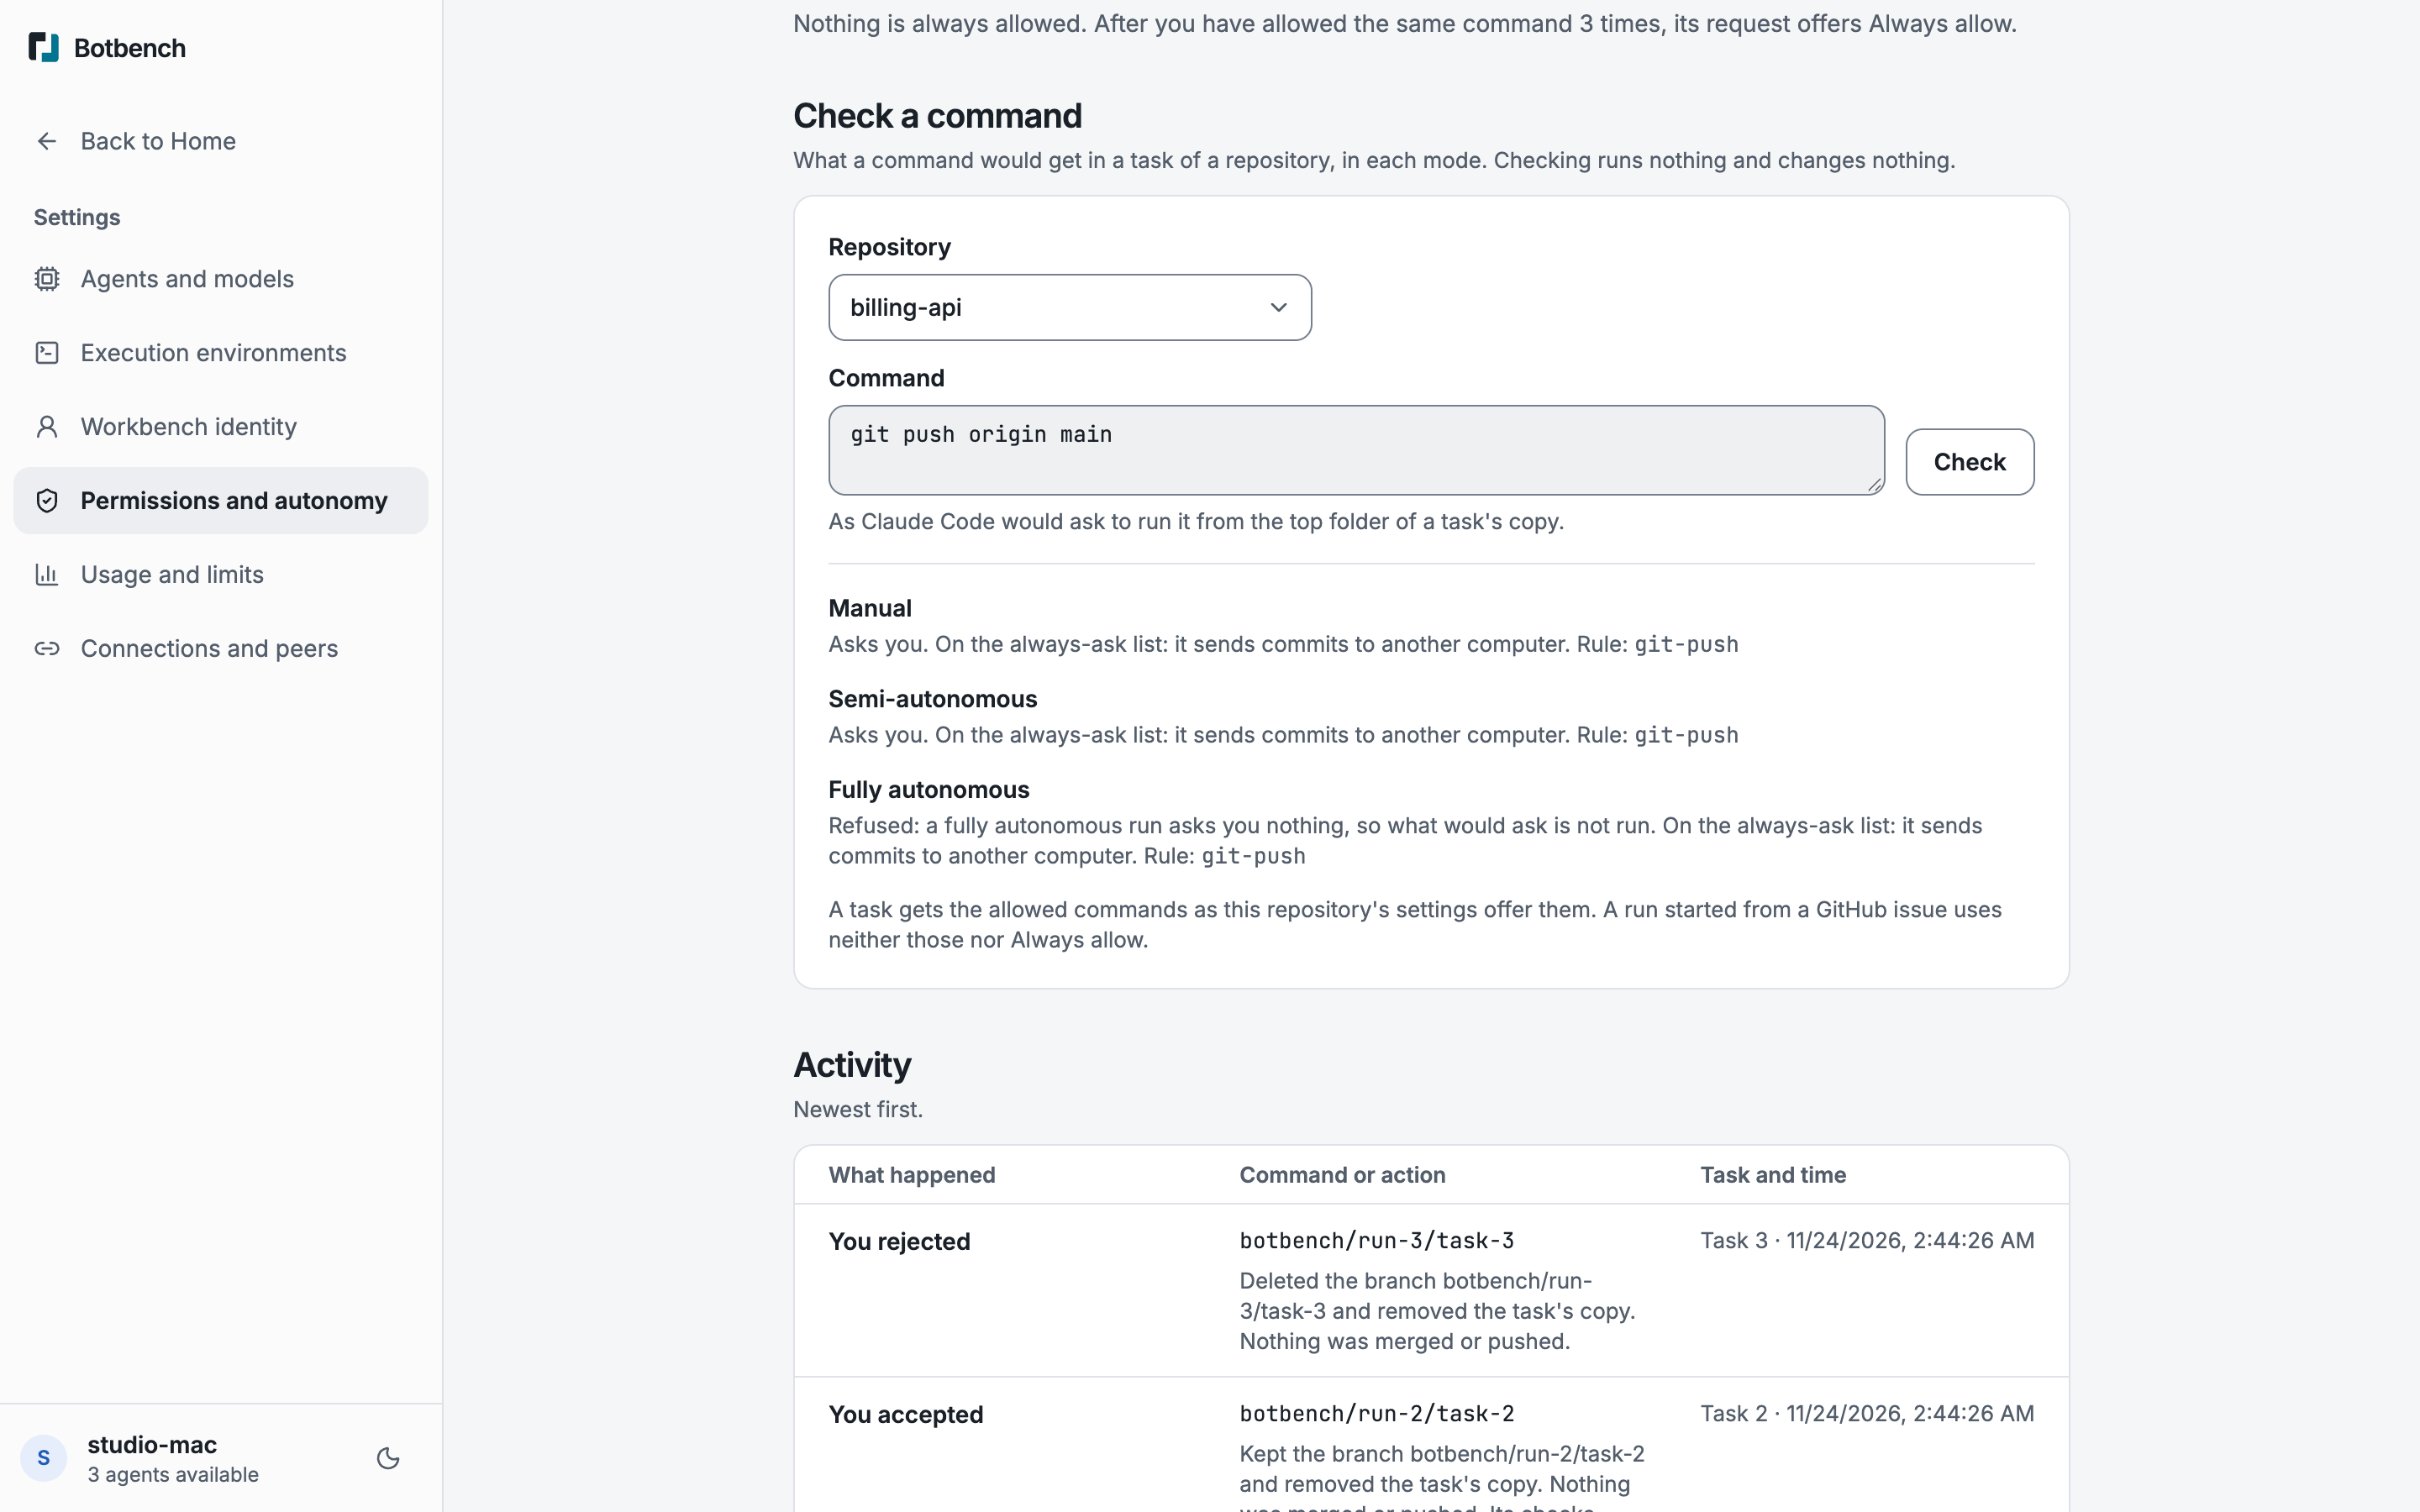 Botbench
Back to Home
Settings
Agents and models
Execution environments
Workbench identity
Permissions and autonomy
Usage and limits
Connections and peers
S
studio-mac
3 agents available
Nothing is always allowed. After you have allowed the same command 3 times, its request offers Always allow.
Check a command
What a command would get in a task of a repository, in each mode. Checking runs nothing and changes nothing.
Repository
billing-api
Command
git push origin main
Check
As Claude Code would ask to run it from the top folder of a task's copy.
Manual
Asks you. On the always-ask list: it sends commits to another computer. Rule: git-push
Semi-autonomous
Asks you. On the always-ask list: it sends commits to another computer. Rule: git-push
Fully autonomous
Refused: a fully autonomous run asks you nothing, so what would ask is not run. On the always-ask list: it sends
commits to another computer. Rule: git-push
A task gets the allowed commands as this repository's settings offer them. A run started from a GitHub issue uses
neither those nor Always allow.
Activity
Newest first.
What happened
Command or action
Task and time
You rejected
botbench/run-3/task-3
Task 3 · 11/24/2026, 2:44:26 AM
Deleted the branch botbench/run-
3/task-3 and removed the task's copy.
Nothing was merged or pushed.
You accepted
botbench/run-2/task-2
Task 2 · 11/24/2026, 2:44:26 AM
Kept the branch botbench/run-2/task-2
and removed the task's copy. Nothing